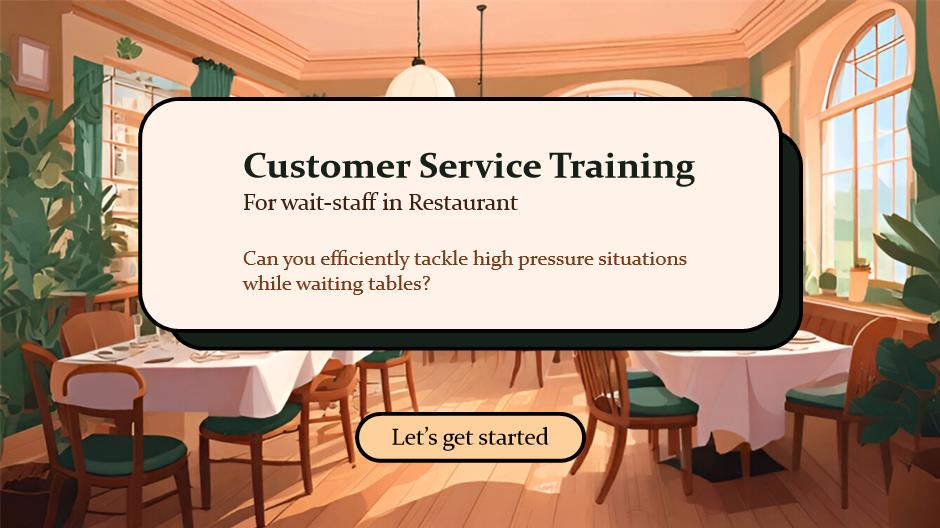 Customer Service Training
For wait-staff in Restaurant
Can you efficiently tackle high pressure situations
while waiting tables?
Let’s get started